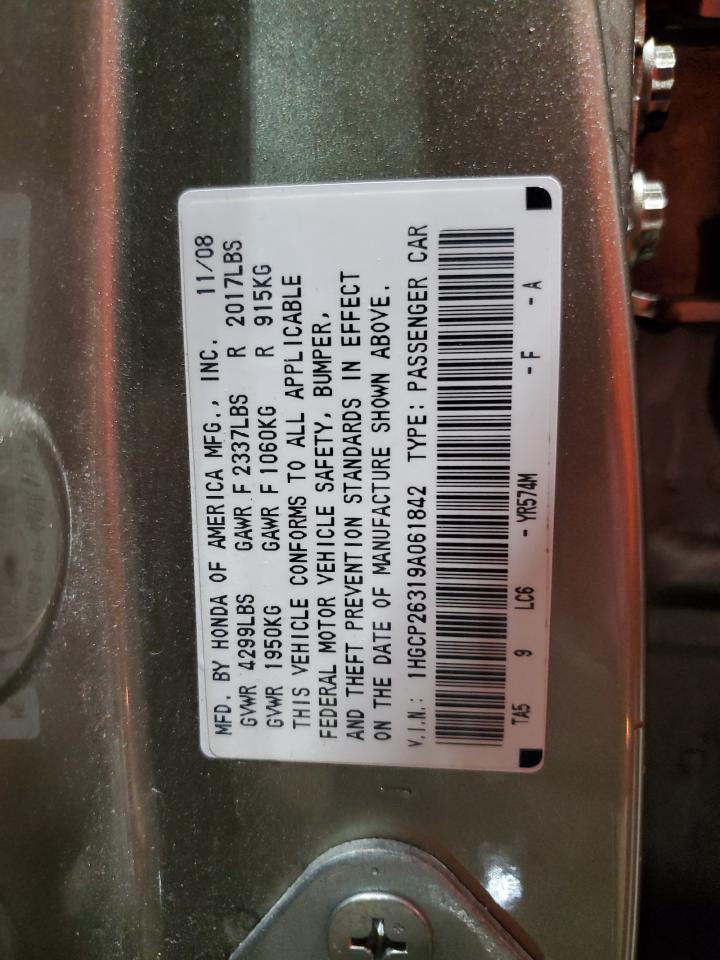 MFD. BY HONDA OF AMERICA MFG., INC. 11/08
GVWR 4299LBS GAWR F 2337LBS R 2017LBS
GVWR 1950KG GAWR F 1060KG R 915KG
THIS VEHICLE CONFORMS TO ALL APPLICABLE
FEDERAL MOTOR VEHICLE SAFETY, BUMPER,
AND THEFT PREVENTION STANDARDS IN EFFECT
ON THE DATE OF MANUFACTURE SHOWN ABOVE.
V.I.N.: 1HGCP26319A061842 TYPE: PASSENGER CAR
TA5 9 LC6 - YR574M - F - A